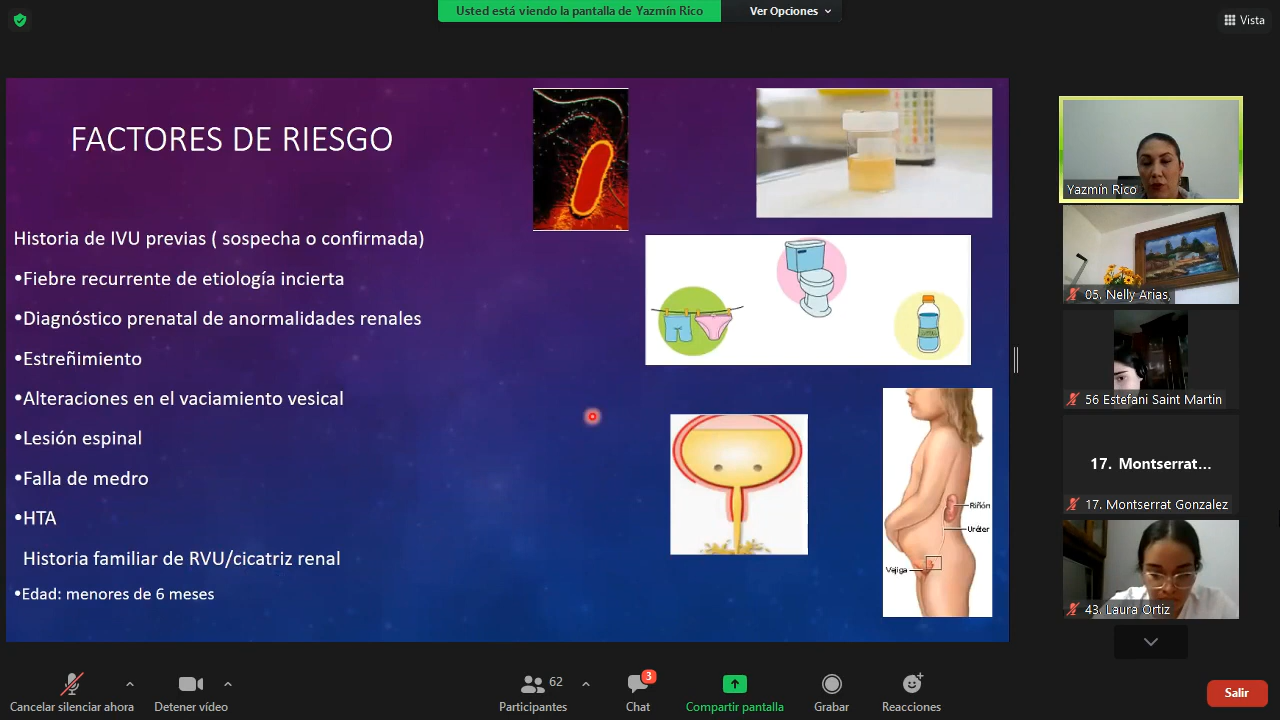 Usted está viendo la pantalla de Yazmín Rico
Ver Opciones
Vista
FACTORES DE RIESGO
Historia de IVU previas ( sospecha o confirmada)
•Fiebre recurrente de etiología incierta
•Diagnóstico prenatal de anormalidades renales
•Estreñimiento
•Alteraciones en el vaciamiento vesical
•Lesión espinal
•Falla de medro
•HTA
Historia familiar de RVU/cicatriz renal
•Edad: menores de 6 meses
Riñón
Uréter
Vejiga
Yazmín Rico
05. Nelly Arias,
56 Estefani Saint Martin
17. Montserrat...
17. Montserrat Gonzalez
43. Laura Ortiz
Cancelar silenciar ahora
Detener vídeo
Participantes
62
Chat
3
Compartir pantalla
Grabar
Reacciones
Salir